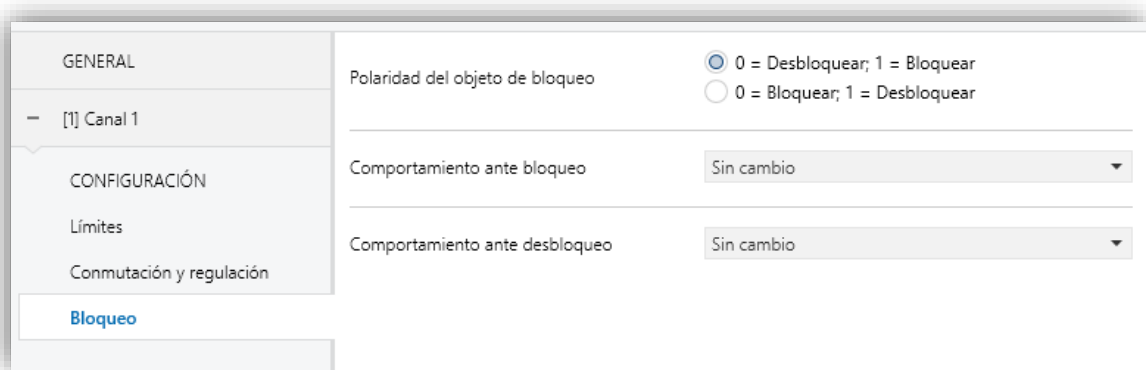 GENERAL
− [1] Canal 1
CONFIGURACIÓN
Límites
Conmutación y regulación
Bloqueo
Polaridad del objeto de bloqueo
0 = Desbloquear; 1 = Bloquear
0 = Bloquear; 1 = Desbloquear
Comportamiento ante bloqueo
Sin cambio
Comportamiento ante desbloqueo
Sin cambio